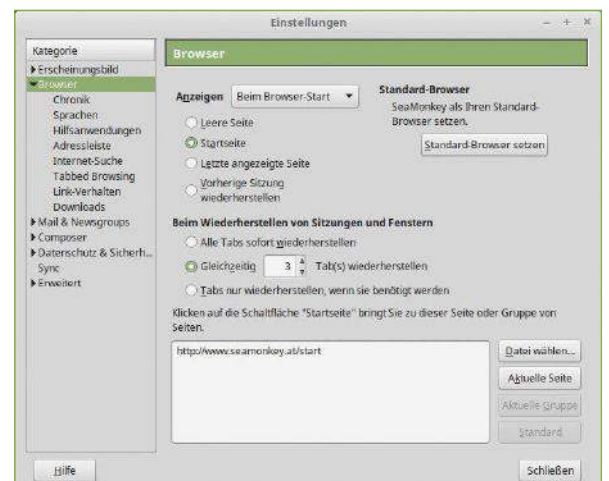 Einstellungen
Kategorie
Erscheinungsbild
Browser
Chronik
Sprachen
Hilfsanwendungen
Adressleiste
Internet-Suche
Tabbed Browsing
Link-Verhalten
Downloads
Mail & Newsgroups
Composer
Datenschutz & Sicherh...
Sync
Erweitert
Browser
Anzeigen Beim Browser-Start
Leere Seite
Startseite
Letzte angezeigte Seite
Vorherige Sitzung
wiederherstellen
Standard-Browser
SeaMonkey als Ihren Standard-
Browser setzen.
Standard-Browser setzen
Beim Wiederherstellen von Sitzungen und Fenstern
Alle Tabs sofort wiederherstellen
Gleichzeitig 3 Tab(s) wiederherstellen
Tabs nur wiederherstellen, wenn sie benötigt werden
Klicken auf die Schaltfläche "Startseite" bringt Sie zu dieser Seite oder Gruppe von
Seiten.
http://www.seamonkey.at/start
Datei wählen...
Aktuelle Seite
Aktuelle Gruppe
Standard
Hilfe
Schließen